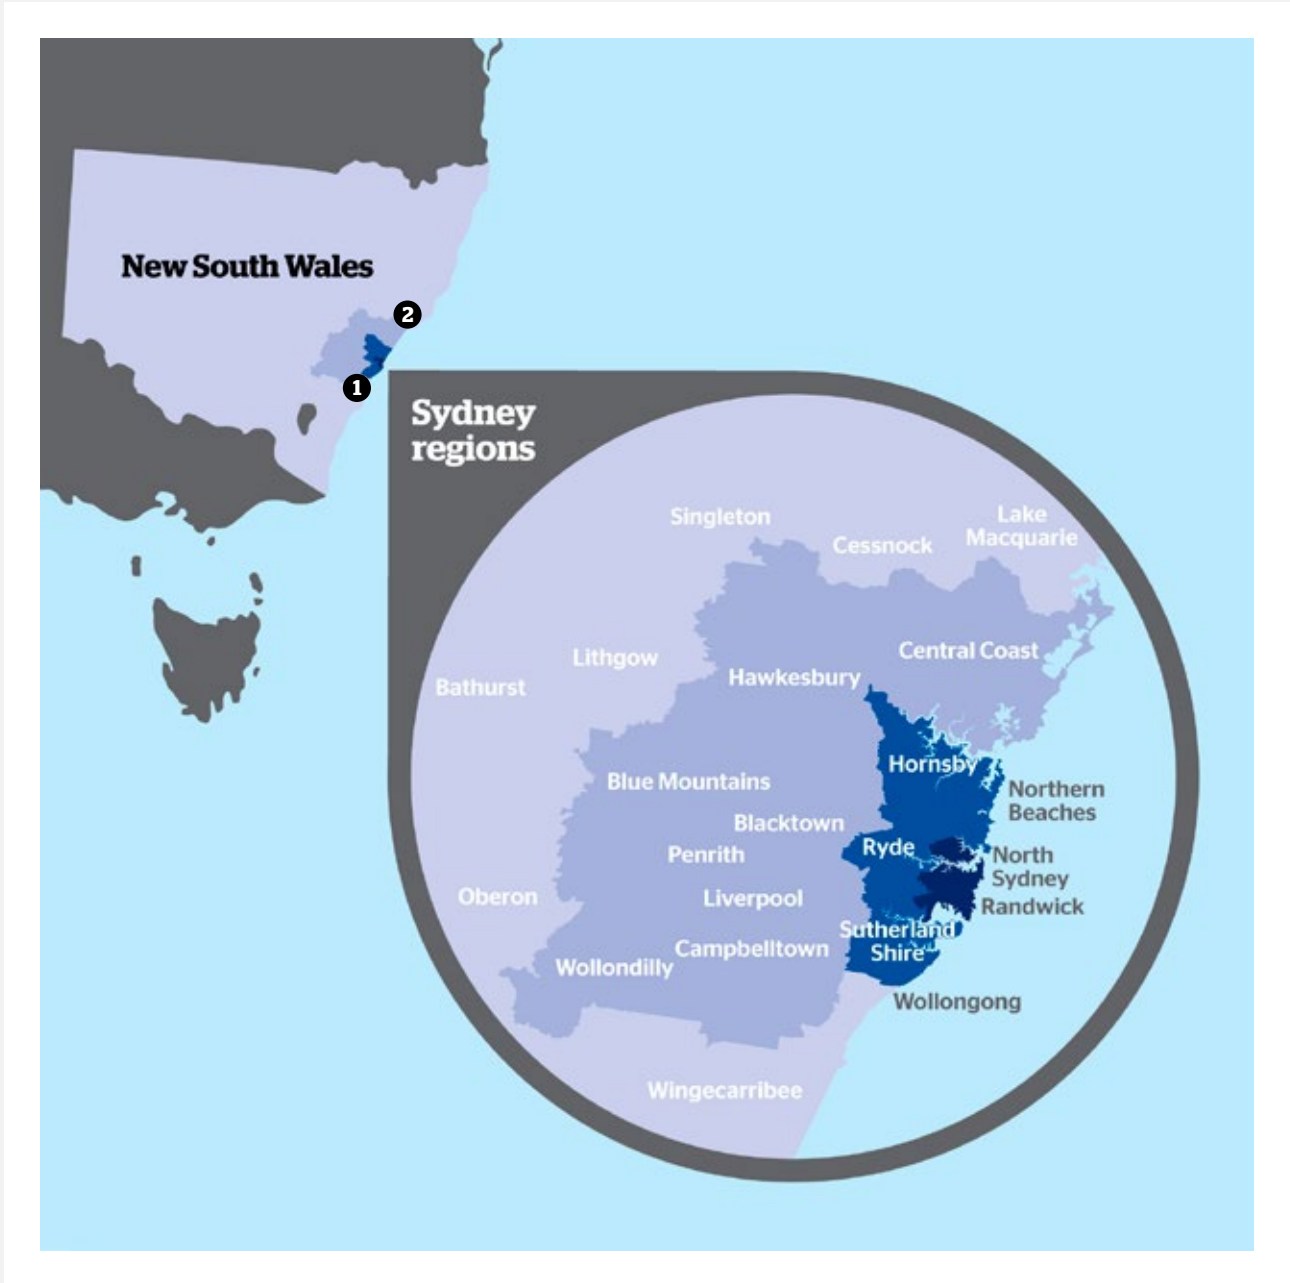 New South Wales
2
1
Sydney
regions
Singleton
Cessnock
Lake
Macquarie
Central Coast
Lithgow
Hawkesbury
Bathurst
Hornsby
Blue Mountains
Northern
Beaches
Blacktown
Ryde
Penrith
North
Sydney
Oberon
Liverpool
Randwick
Sutherland
Shire
Campbelltown
Wollondilly
Wollongong
Wingecarribee